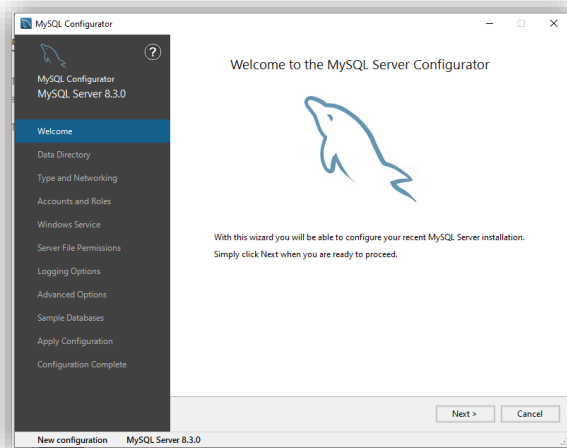 MySQL Configurator
MySQL Configurator
MySQL Server 8.3.0
Welcome
Data Directory
Type and Networking
Accounts and Roles
Windows Service
Server File Permissions
Logging Options
Advanced Options
Sample Databases
Apply Configuration
Configuration Complete
Welcome to the MySQL Server Configurator
With this wizard you will be able to configure your recent MySQL Server installation.
Simply click Next when you are ready to proceed.
Next > Cancel
New configuration MySQL Server 8.3.0